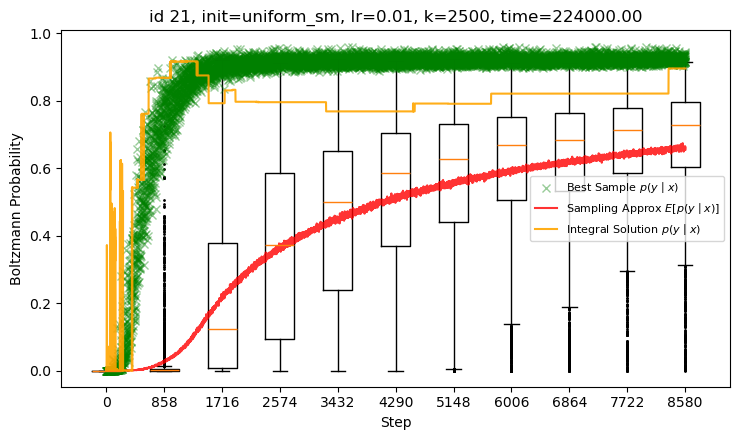 id 21, init=uniform_sm, lr=0.01, k=2500, time=224000.00
Boltzmann Probability
1.0
0.8
0.6
0.4
0.2
0.0
Best Sample p(y | x)
Sampling Approx E[p(y | x)]
Integral Solution p(y | x)
0 858 1716 2574 3432 4290 5148 6006 6864 7722 8580
Step